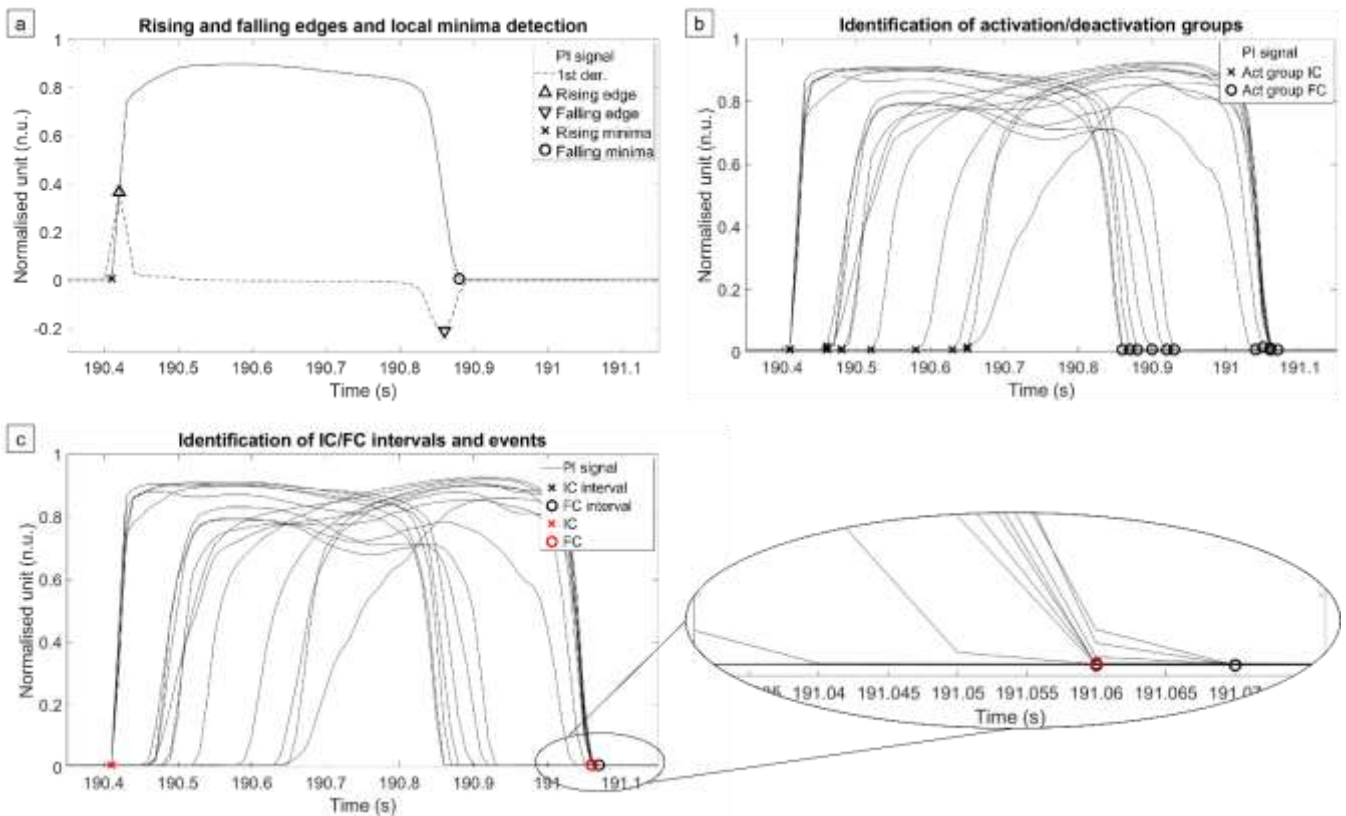 a
Rising and falling edges and local minima detection
1
0.8
0.6
0.4
0.2
0
-0.2
Normalised unit (n.u.)
PI signal
1st der.
Rising edge
Falling edge
Rising minima
Falling minima
190.4 190.5 190.6 190.7 190.8 190.9 191 191.1
Time (s)
b
Identification of activation/deactivation groups
1
0.8
0.6
0.4
0.2
0
Normalised unit (n.u.)
PI signal
Act group IC
Act group FC
190.4 190.5 190.6 190.7 190.8 190.9 191 191.1
Time (s)
c
Identification of IC/FC intervals and events
1
0.8
0.6
0.4
0.2
0
Normalised unit (n.u.)
PI signal
IC interval
FC interval
IC
FC
190.4 190.5 190.6 190.7 190.8 190.9 191 191.1
Time (s)
191.04 191.045 191.05 191.055 191.06 191.065 191.07
Time (s)